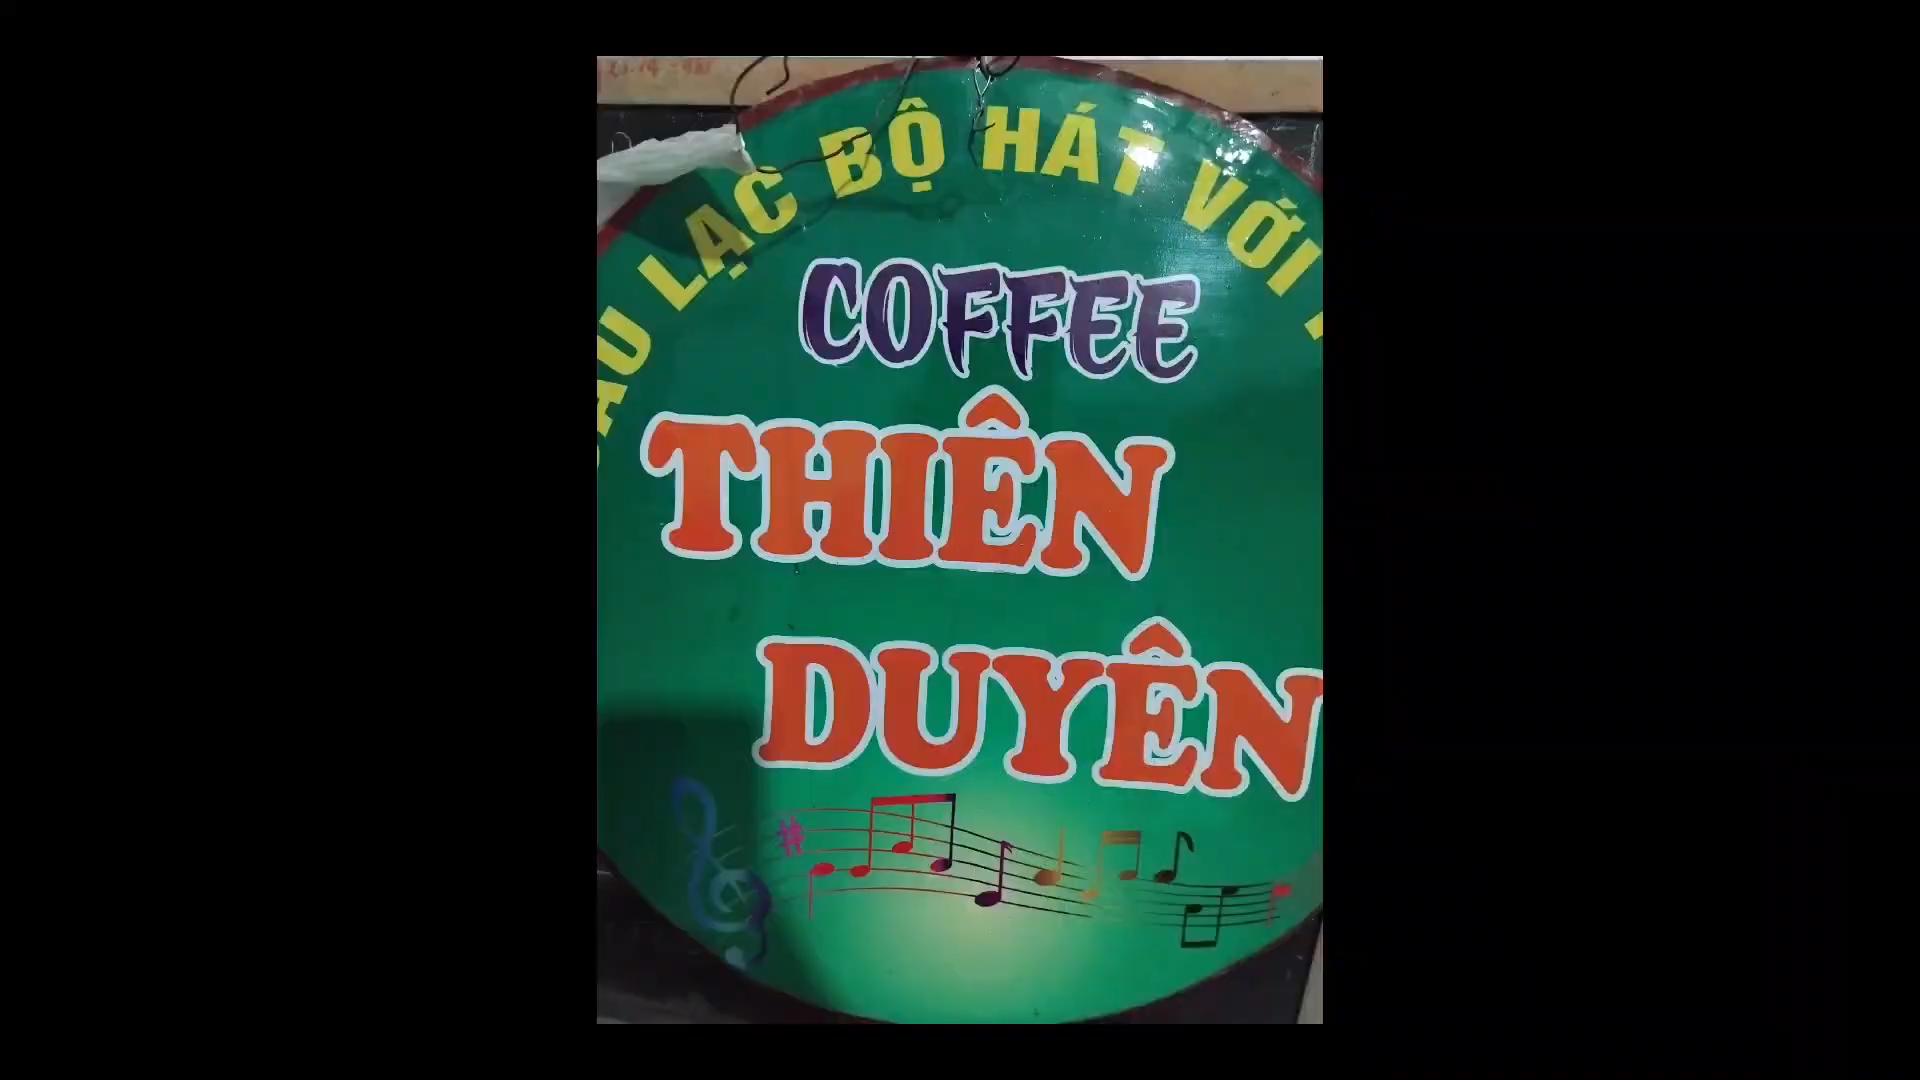 LẠC BỘ HÁT VỚI
COFFEE
THIÊN
DUYÊN